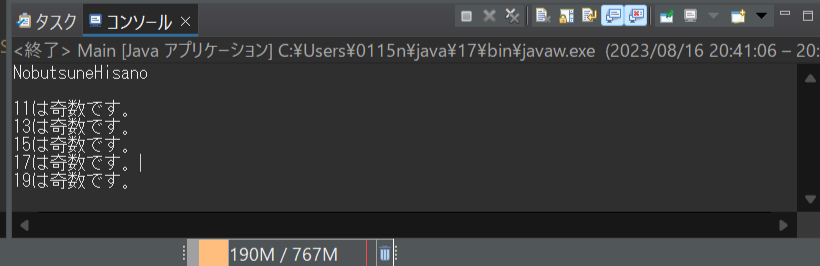 タスク コンソール
<終了> Main [Java アプリケーション] C:¥Users¥0115n¥java¥17¥bin¥javaw.exe (2023/08/16 20:41:06 – 20:
NobutsuneHisano
11は奇数です。
13は奇数です。
15は奇数です。
17は奇数です。
19は奇数です。
190M / 767M